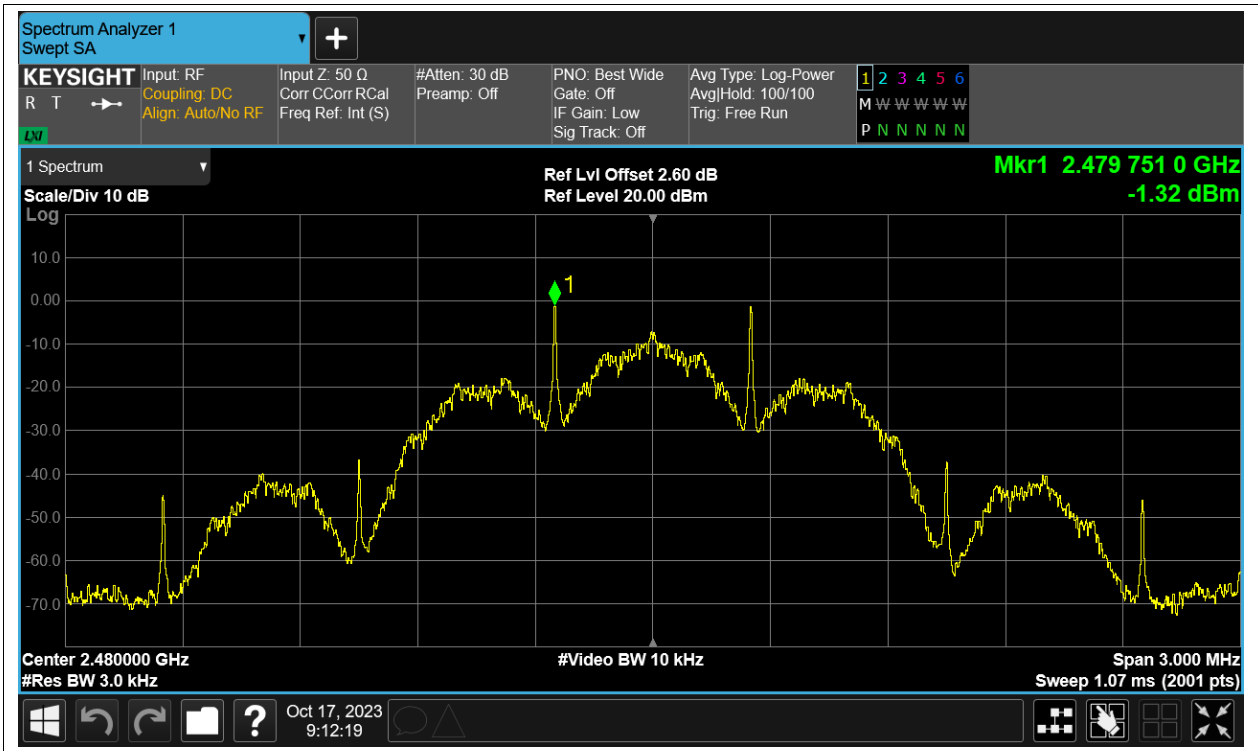 Spectrum Analyzer 1
Swept SA
KEYSIGHT
R T
LXI
Input: RF
Coupling: DC
Align: Auto/No RF
Input Z: 50 Ω
Corr CCorr RCal
Freq Ref: Int (S)
#Atten: 30 dB
Preamp: Off
PNO: Best Wide
Gate: Off
IF Gain: Low
Sig Track: Off
Avg Type: Log-Power
Avg|Hold: 100/100
Trig: Free Run
1 2 3 4 5 6
M W W W W W W
P N N N N N N
1 Spectrum
Scale/Div 10 dB
Log
Ref Lvl Offset 2.60 dB
Ref Level 20.00 dBm
Mkr1 2.479 751 0 GHz
-1.32 dBm
1
10.0
0.00
-10.0
-20.0
-30.0
-40.0
-50.0
-60.0
-70.0
Center 2.480000 GHz
#Video BW 10 kHz
Span 3.000 MHz
#Res BW 3.0 kHz
Sweep 1.07 ms (2001 pts)
?
Oct 17, 2023
9:12:19